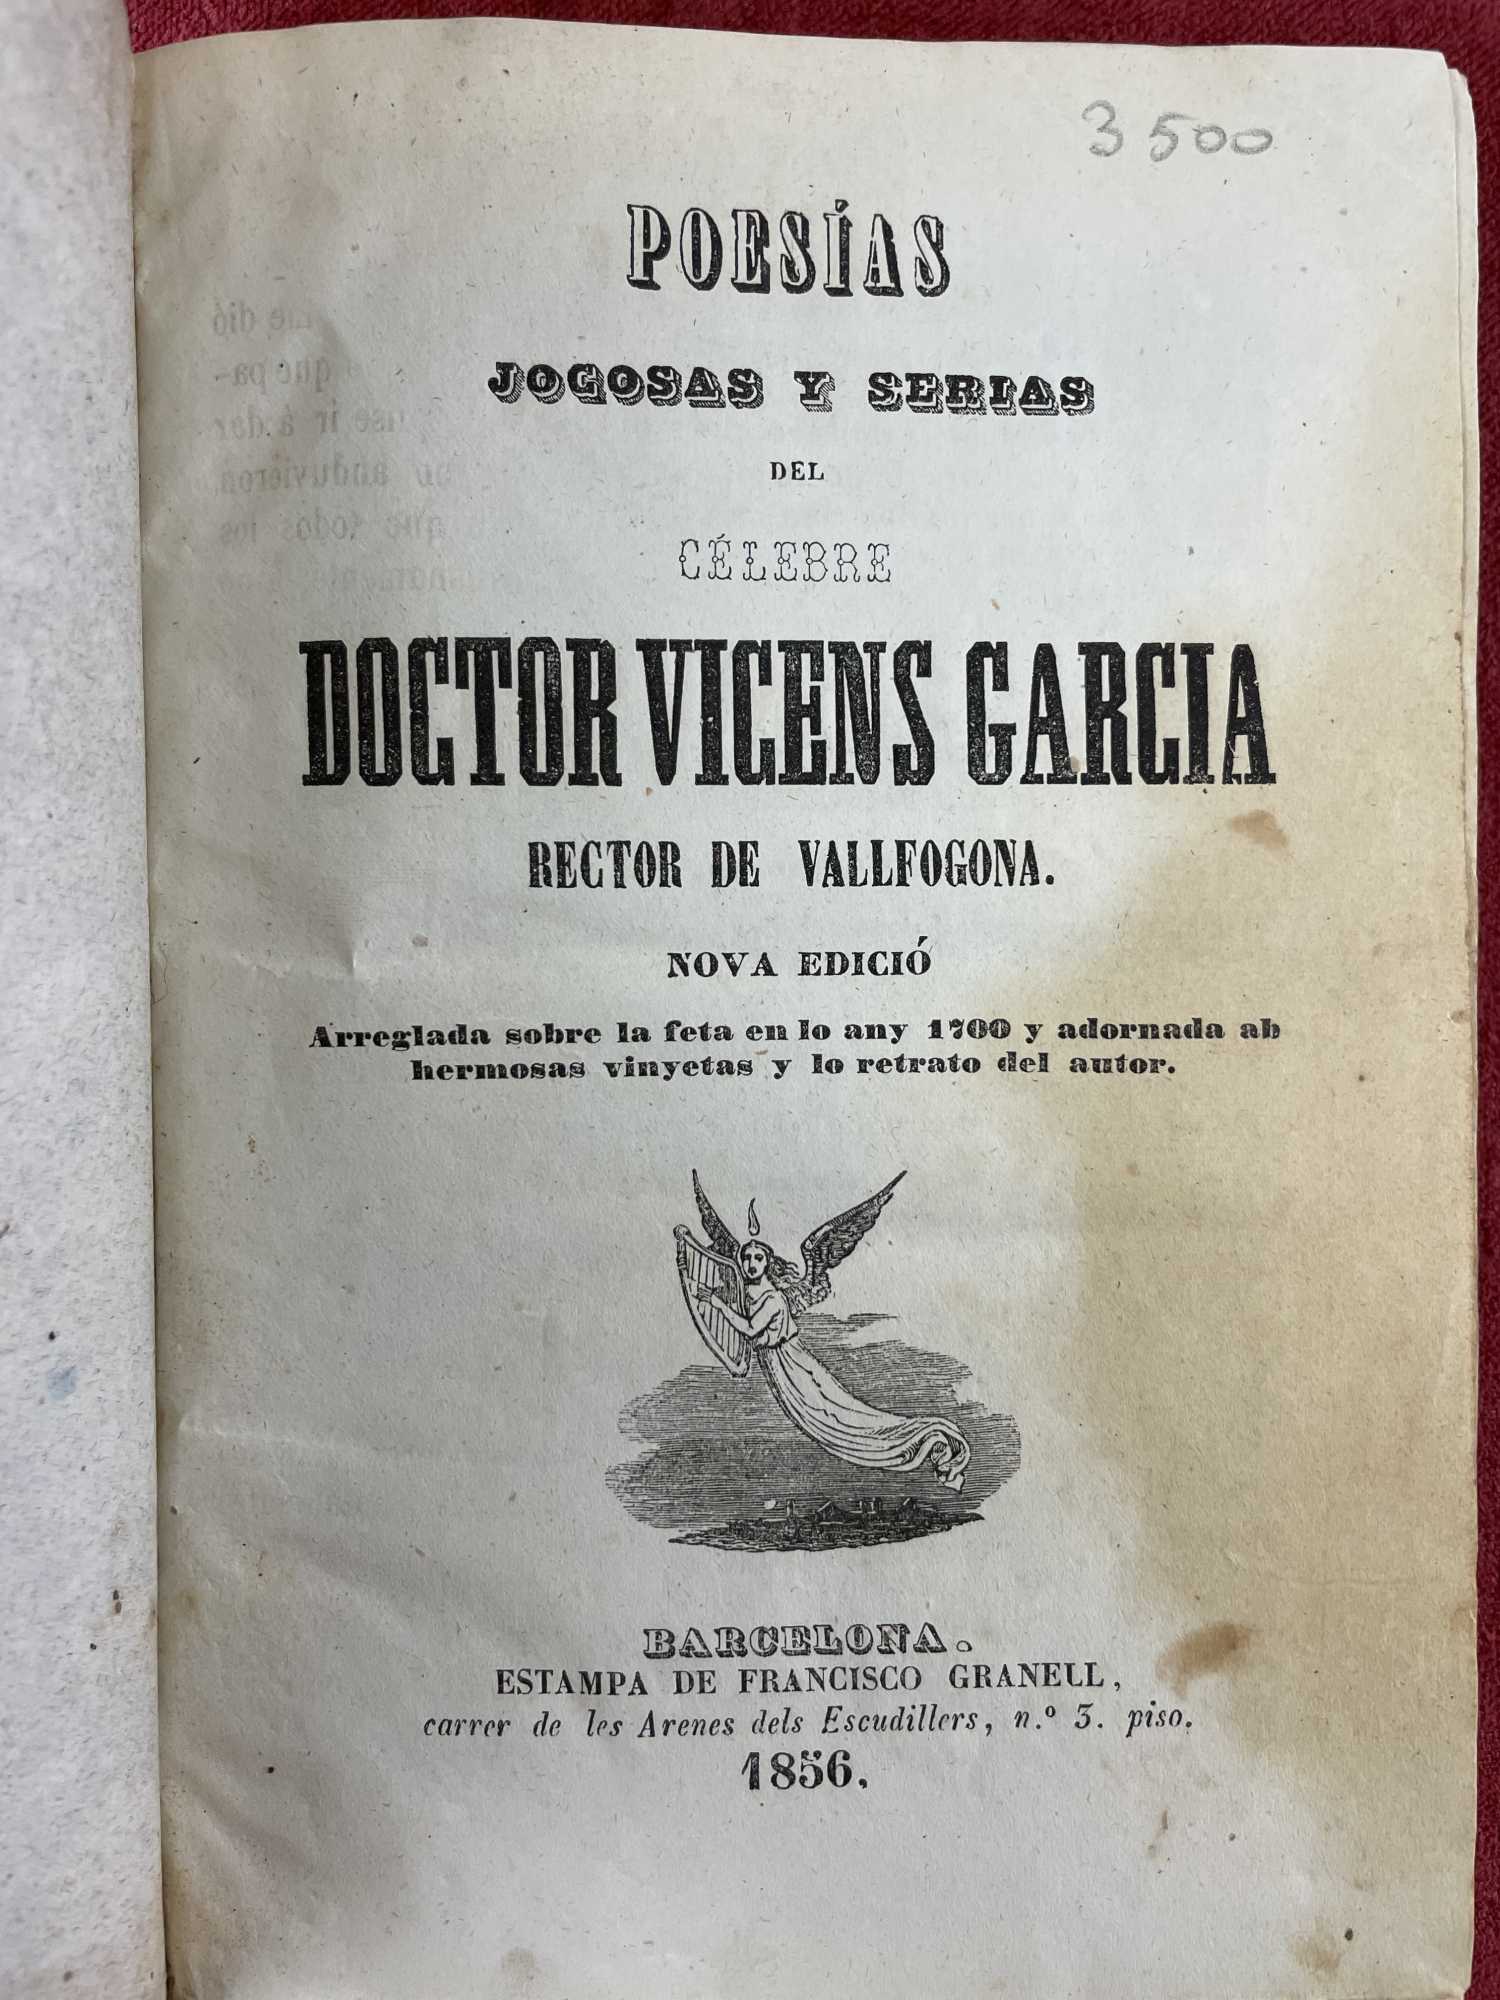 3 500
POESÍAS
JOCOSAS Y SERIAS
DEL
CÉLEBRE
DOCTOR VICENS GARCIA
RECTOR DE VALLFOGONA.
NOVA EDICIÓ
Arreglada sobre la feta en lo any 1700 y adornada ab
hermosas vinyetas y lo retrato del autor.
BARCELONA.
ESTAMPA DE FRANCISCO GRANELL,
carrer de les Arenes dels Escudillers, n.º 3. piso.
1856.